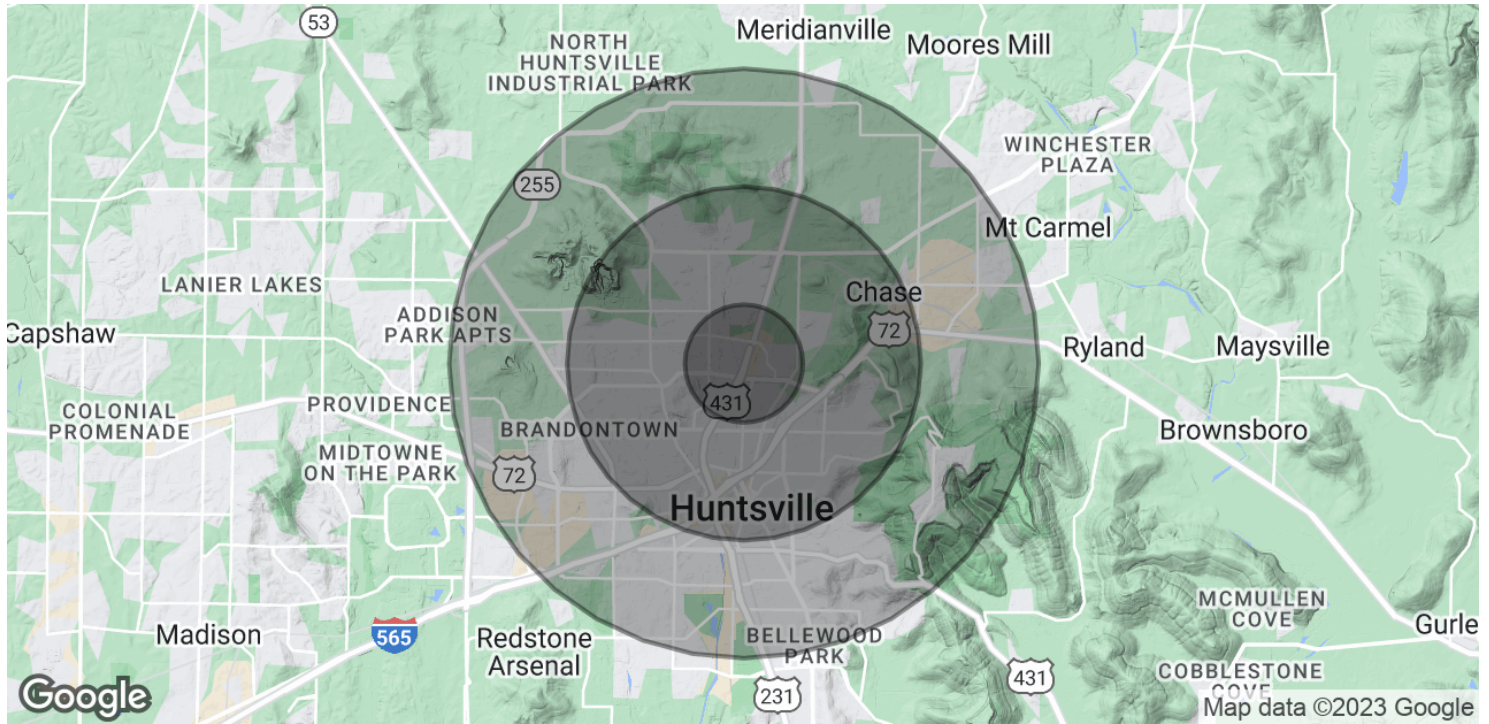 53
Meridianville
Moores Mill
NORTH
HUNTSVILLE
INDUSTRIAL PARK
WINCHESTER
PLAZA
255
Mt Carmel
LANIER LAKES
Chase
ADDISON
PARK APTS
72
Capshaw
Ryland
Maysville
431
PROVIDENCE
COLONIAL
PROMENADE
BRANDONTOWN
Brownsboro
MIDTOWNE
ON THE PARK
72
Huntsville
MCMULLEN
COVE
Madison
565
Redstone
Arsenal
BELLEWOOD
PARK
Gurle
COBBLESTONE
COVE
431
231
Google
Map data ©2023 Google